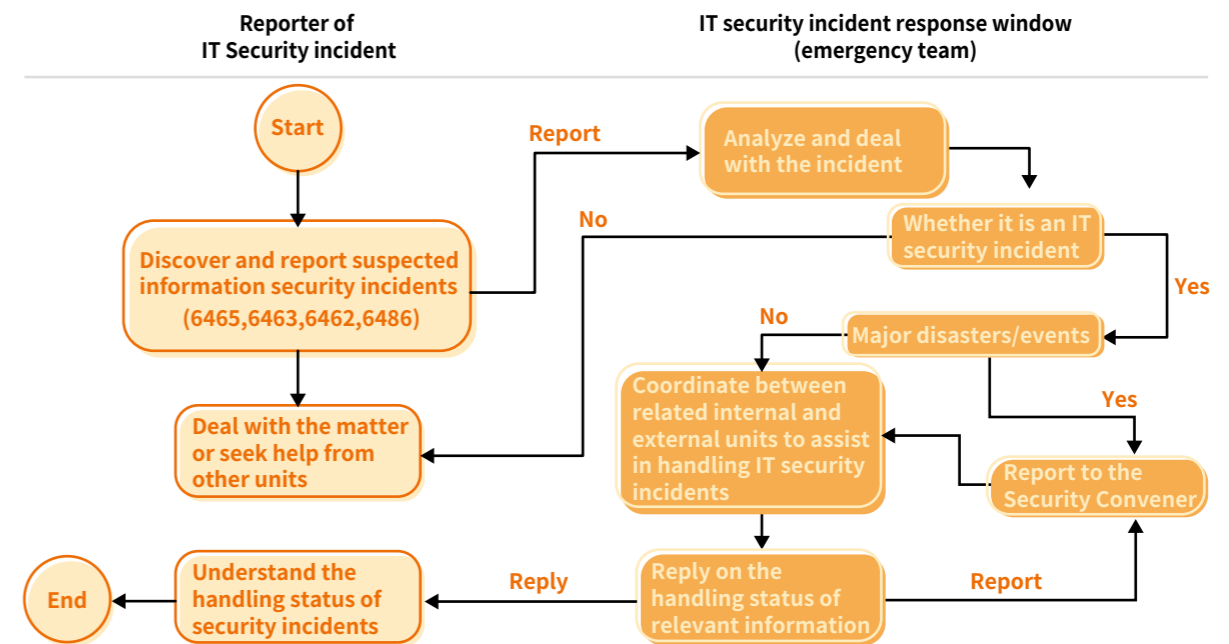 Reporter of
IT Security incident
IT security incident response window
(emergency team)
Start
Report
Analyze and deal
with the incident
No
Whether it is an IT
security incident
Discover and report suspected
information security incidents
(6465,6463,6462,6486)
Yes
No
Major disasters/events
Coordinate between
related internal and
external units to assist
in handling IT security
incidents
Yes
Deal with the matter
or seek help from
other units
Report to the
Security Convener
End
Understand the
handling status of
security incidents
Reply
Reply on the
handling status of
relevant information
Report